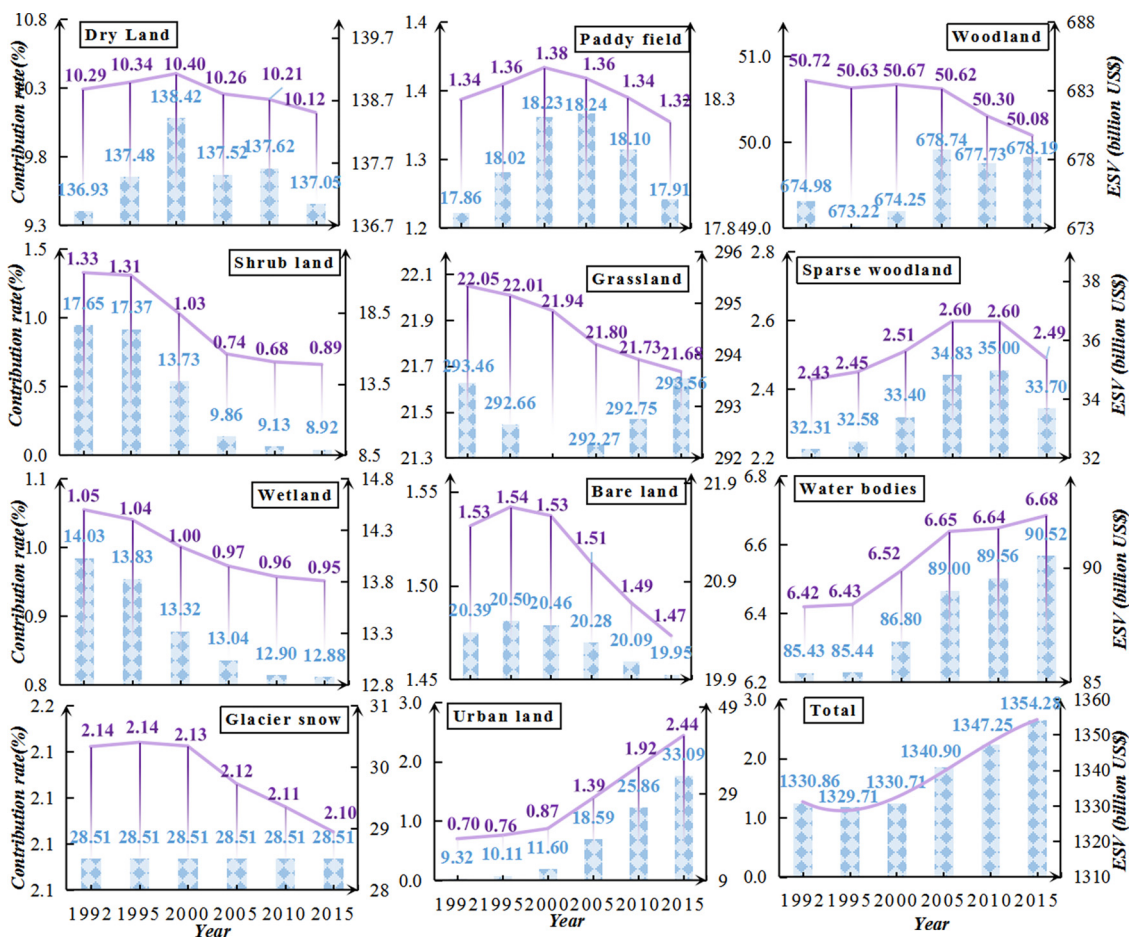 Dry Land
Contribution rate(%)
10.8
10.3
9.8
9.3
10.29 10.34 10.40 10.26 10.21 10.12
136.93 137.48 138.42 137.52 137.62 137.05
139.7
138.7
137.7
136.7
Paddy field
1.4
1.4
1.3
1.3
1.2
1.34 1.36 1.38 1.36 1.34 1.32
17.86 18.02 18.23 18.24 18.10 17.91
18.3
17.8
Woodland
51.0
50.0
49.0
50.72 50.63 50.67 50.62 50.30 50.08
674.98 673.22 674.25 678.74 677.73 678.19
688
683
678
673
ESV (billion US$)
Shrub land
Contribution rate(%)
1.5
1.0
0.5
0.0
1.33 1.31 1.03 0.74 0.68 0.89
17.65 17.37 13.73 9.86 9.13 8.92
18.5
13.5
8.5
Grassland
22.1
21.9
21.7
21.5
21.3
22.05 22.01 21.94 21.80 21.73 21.68
293.46 292.66 292.27 292.75 293.56
296
295
294
293
292
Sparse woodland
2.8
2.6
2.4
2.2
2.43 2.45 2.51 2.60 2.60 2.49
32.31 32.58 33.40 34.83 35.00 33.70
38
36
34
32
ESV (billion US$)
Wetland
Contribution rate(%)
1.1
1.0
0.9
0.8
1.05 1.04 1.00 0.97 0.96 0.95
14.03 13.83 13.32 13.04 12.90 12.88
14.8
14.3
13.8
13.3
12.8
Bare land
1.55
1.50
1.45
1.53 1.54 1.53 1.51 1.49 1.47
20.39 20.50 20.46 20.28 20.09 19.95
21.9
20.9
19.9
Water bodies
6.8
6.6
6.4
6.2
6.42 6.43 6.52 6.65 6.64 6.68
85.43 85.44 86.80 89.00 89.56 90.52
90
85
ESV (billion US$)
Glacier snow
Contribution rate(%)
2.2
2.1
2.1
2.1
2.1
2.14 2.14 2.13 2.12 2.11 2.10
28.51 28.51 28.51 28.51 28.51 28.51
31
30
29
28
1992 1995 2000 2005 2010 2015
Year
Urban land
3.0
2.0
1.0
0.0
0.70 0.76 0.87 1.39 1.92 2.44
9.32 10.11 11.60 18.59 25.86 33.09
49
29
9
1992 1995 2000 2005 2010 2015
Year
Total
3.0
2.0
1.0
0.0
1330.86 1329.71 1330.71 1340.90 1347.25 1354.28
1360
1350
1340
1330
1320
1310
ESV (billion US$)
1992 1995 2000 2005 2010 2015
Year